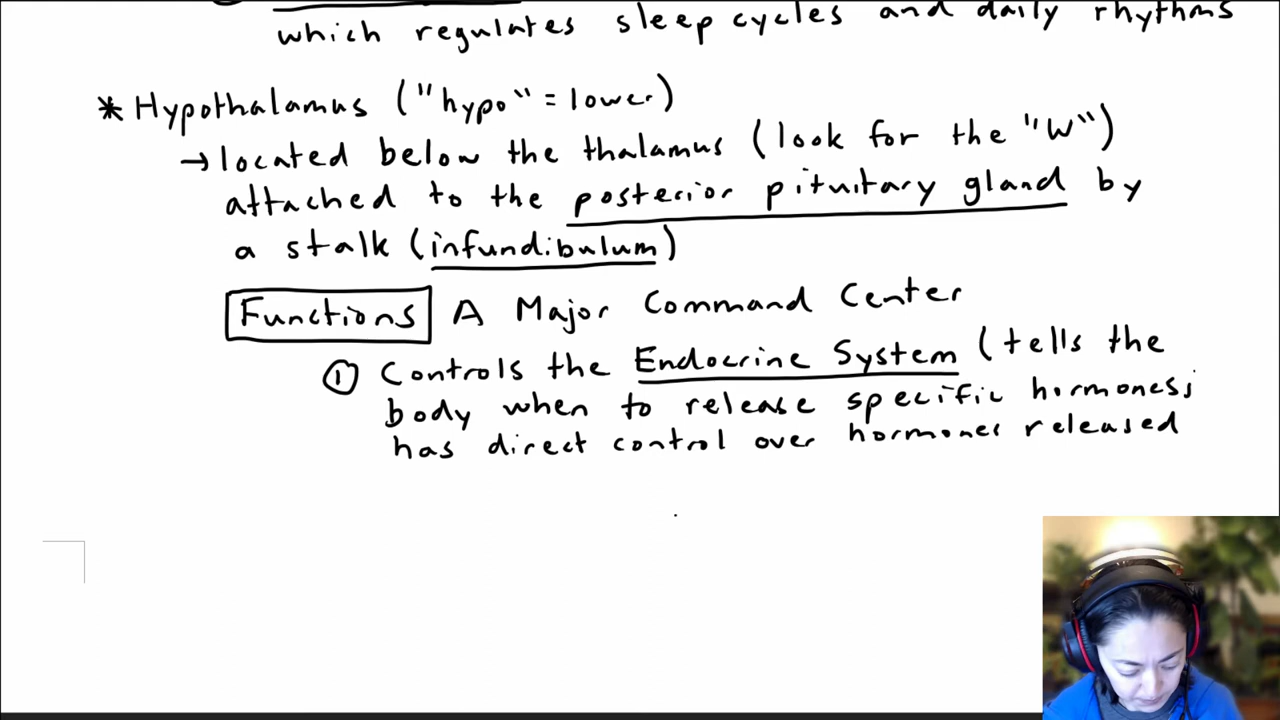 which regulates sleep cycles and daily rhythms
* Hypothalamus ("hypo" = lower)
→ located below the thalamus (look for the "W")
attached to the posterior pituitary gland by
a stalk (infundibulum)
Functions A Major Command Center
① Controls the Endocrine System (tells the
body when to release specific hormones;
has direct control over hormones released